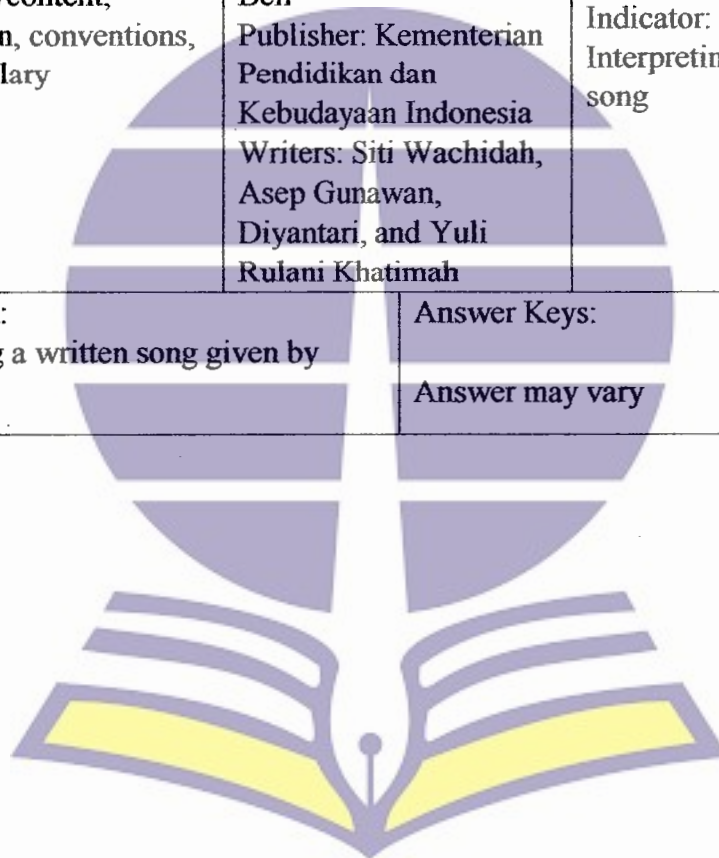 content,
n, conventions,
lary
Bell
Publisher: Kementerian
Pendidikan dan
Kebudayaan Indonesia
Writers: Siti Wachidah,
Asep Gunawan,
Diyantari, and Yuli
Rulani Khatimah
Indicator:
Interpretin
song
:
g a written song given by
Answer Keys:
Answer may vary